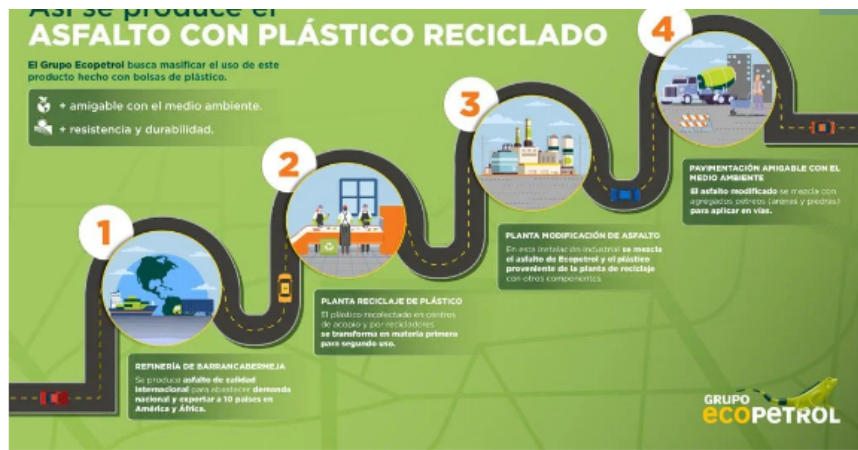 Así se produce el
ASFALTO CON PLÁSTICO RECICLADO
El Grupo Ecopetrol busca masificar el uso de este
producto hecho con bolsas de plástico.
+ amigable con el medio ambiente.
+ resistencia y durabilidad.
1
REFINERÍA DE BARRANCABERMEJA
Se produce asfalto de calidad
internacional para abastecer demanda
nacional y exportar a 10 países en
América y África.
2
PLANTA RECICLAJE DE PLÁSTICO
El plástico recolectado en centros
de acopio y por recicladores
se transforma en materia primera
para segundo uso.
3
PLANTA MODIFICACIÓN DE ASFALTO
En esta instalación industrial se mezcla
el asfalto de Ecopetrol y el plástico
proveniente de la planta de reciclaje
con otros componentes.
4
PAVIMENTACIÓN AMIGABLE CON EL
MEDIO AMBIENTE
El asfalto modificado se mezcla con
agregados pétreos (arenas y piedras)
para aplicar en vías.
GRUPO
ecoPETROL